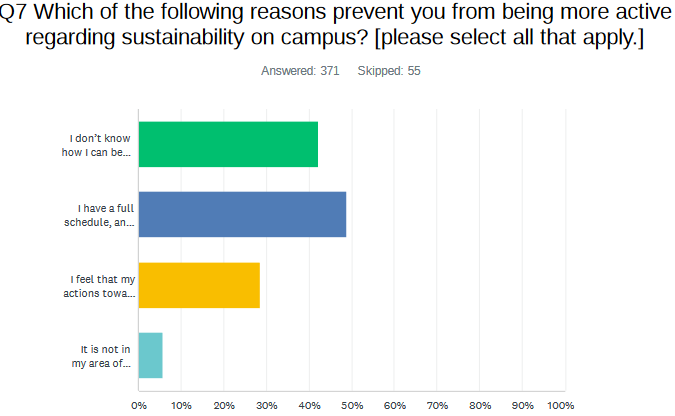 Q7 Which of the following reasons prevent you from being more active
regarding sustainability on campus? [please select all that apply.]
Answered: 371 Skipped: 55
I don’t know
how I can be...
I have a full
schedule, an...
I feel that my
actions towa...
It is not in
my area of...
0% 10% 20% 30% 40% 50% 60% 70% 80% 90% 100%